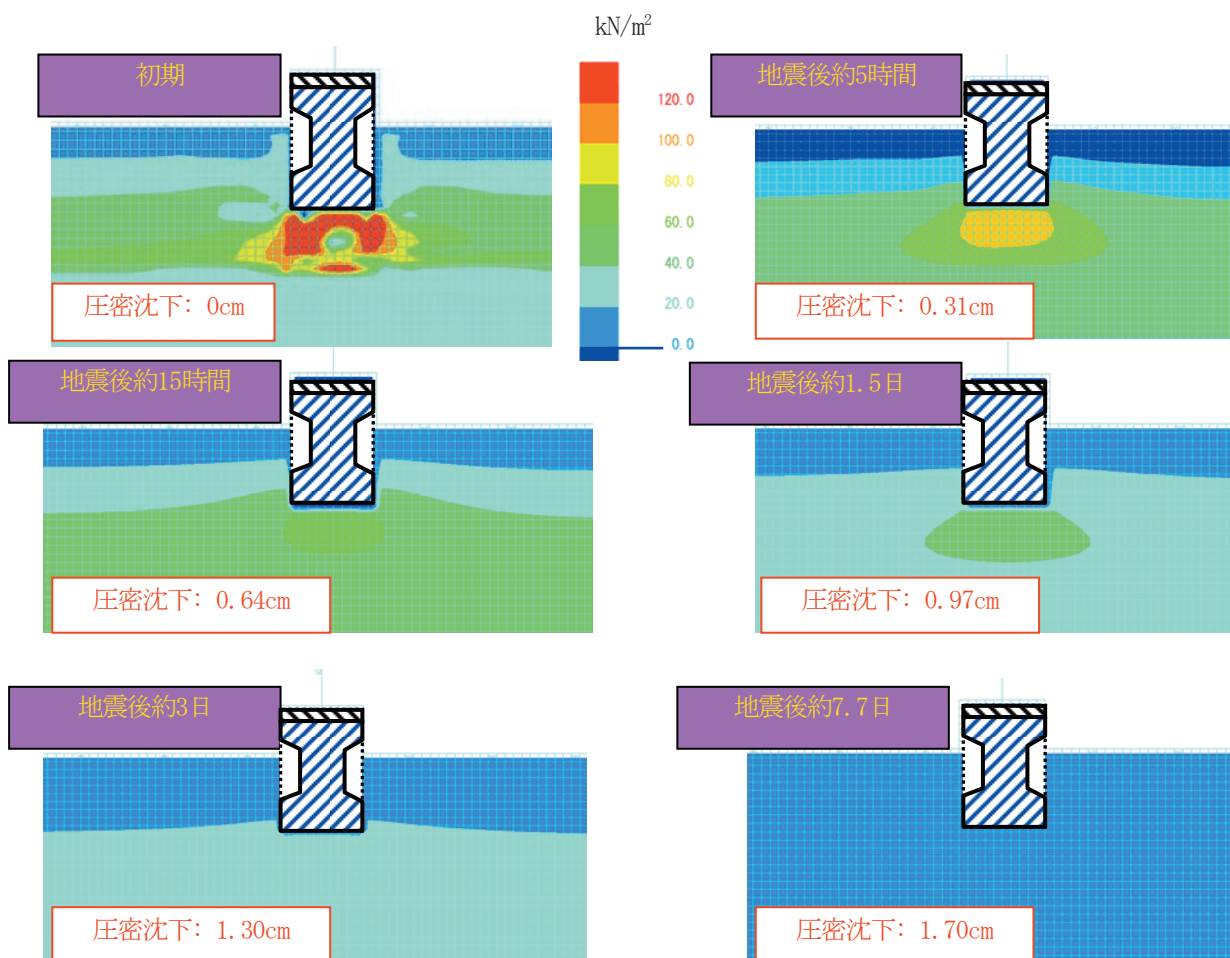 kN/m²
初期
地震後約5時間
120.0
100.0
80.0
60.0
40.0
20.0
0.0
圧密沈下: 0cm
圧密沈下: 0.31cm
地震後約15時間
地震後約1.5日
圧密沈下: 0.64cm
圧密沈下: 0.97cm
地震後約3日
地震後約7.7日
圧密沈下: 1.30cm
圧密沈下: 1.70cm